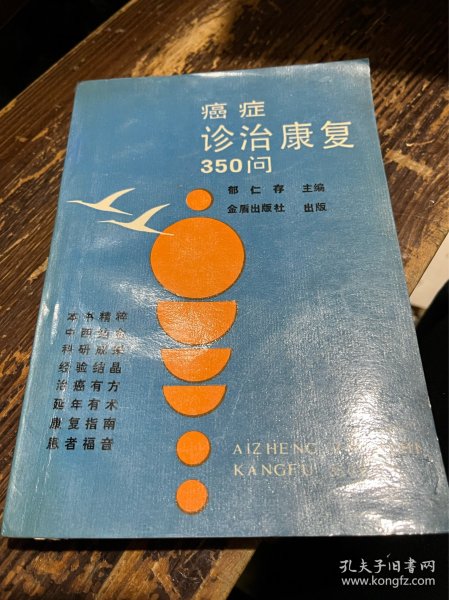 癌症
诊治康复
350问
郁仁存 主编
金盾出版社 出版
本书精粹
中西结合
科研成果
经验结晶
治癌有方
延年有术
康复指南
患者福音
AIZHENG
KANGFU
孔夫子旧书网
www.kongfz.com